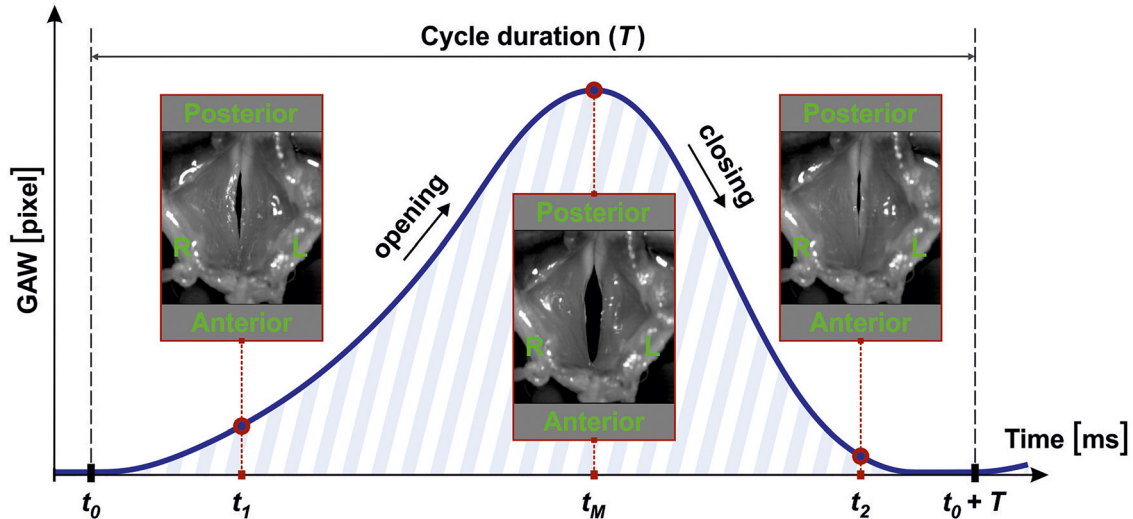 Cycle duration (T)
GAW [pixel]
Posterior
R
L
Anterior
opening
Posterior
R
L
Anterior
closing
Posterior
R
L
Anterior
Time [ms]
t0
t1
tM
t2
t0 + T